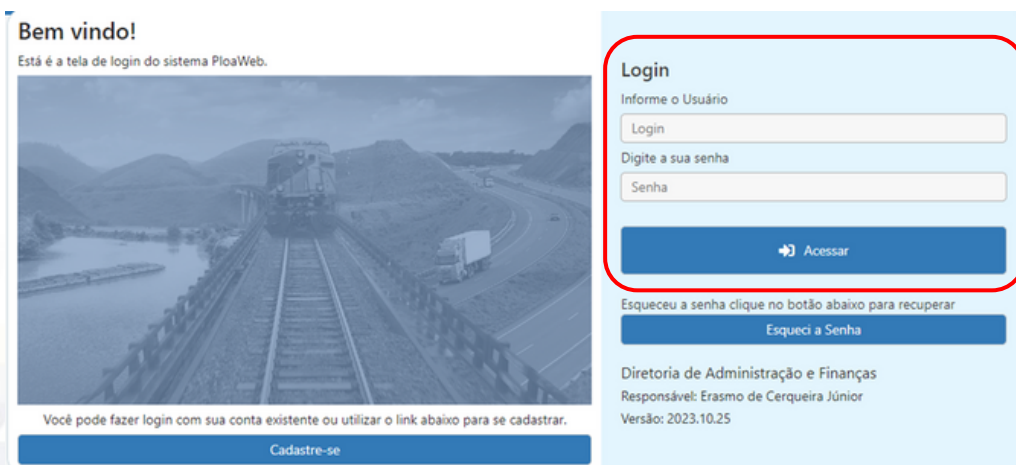 Bem vindo!
Está é a tela de login do sistema PloaWeb.
Você pode fazer login com sua conta existente ou utilizar o link abaixo para se cadastrar.
Cadastre-se
Login
Informe o Usuário
Login
Digite a sua senha
Senha
Acessar
Esqueceu a senha clique no botão abaixo para recuperar
Esqueci a Senha
Diretoria de Administração e Finanças
Responsável: Erasmo de Cerqueira Júnior
Versão: 2023.10.25